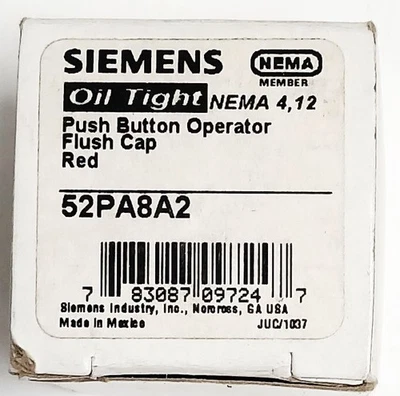 SIEMENS
NEMA
MEMBER
Oil Tight NEMA 4,12
Push Button Operator
Flush Cap
Red
52PA8A2
7 83087 09724 7
Siemens Industry, Inc., Norcross, GA USA
Made in Mexico JUC/1037